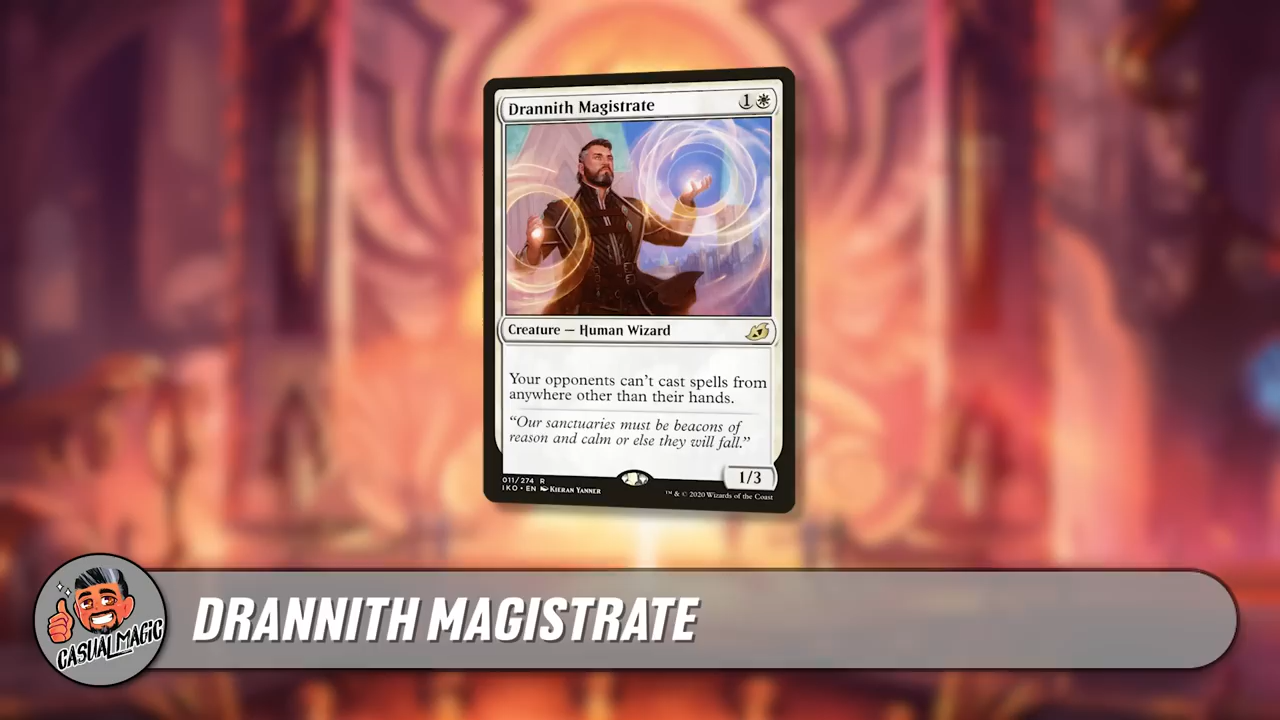 Drannith Magistrate 1
Creature — Human Wizard
Your opponents can't cast spells from
anywhere other than their hands.
“Our sanctuaries must be beacons of
reason and calm or else they will fall.”
1/3
011/274 R
IKO • EN Kieran Yanner
™ & © 2020 Wizards of the Coast
CASUAL MAGIC
DRANNITH MAGISTRATE